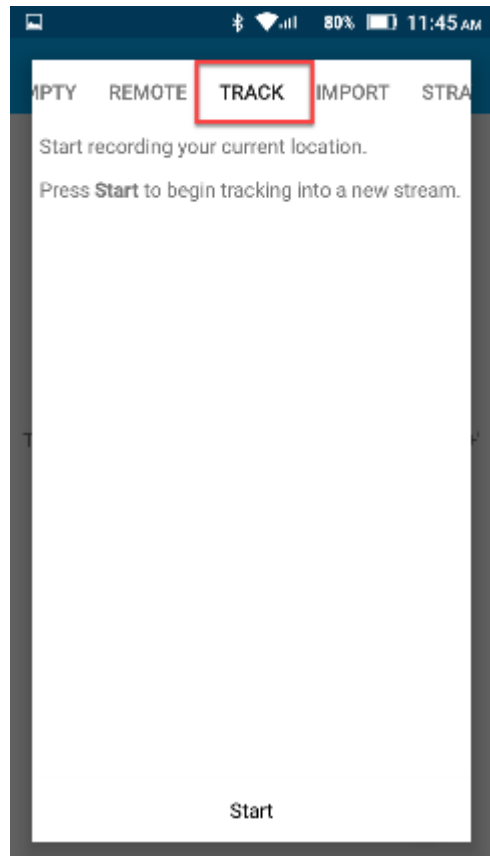 80% 11:45 AM
MPTY REMOTE TRACK IMPORT STRA
Start recording your current location.
Press Start to begin tracking into a new stream.
T
Start